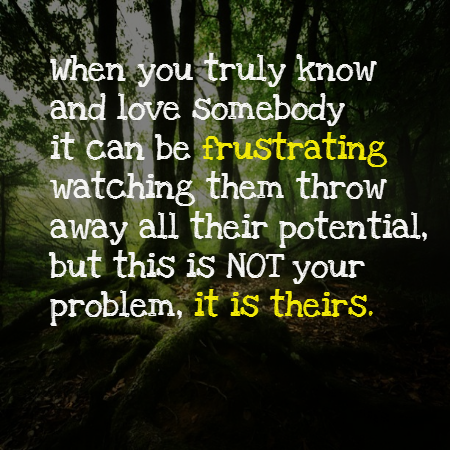 When you truly know
and love somebody
it can be frustrating
watching them throw
away all their potential,
but this is NOT your
problem, it is theirs.